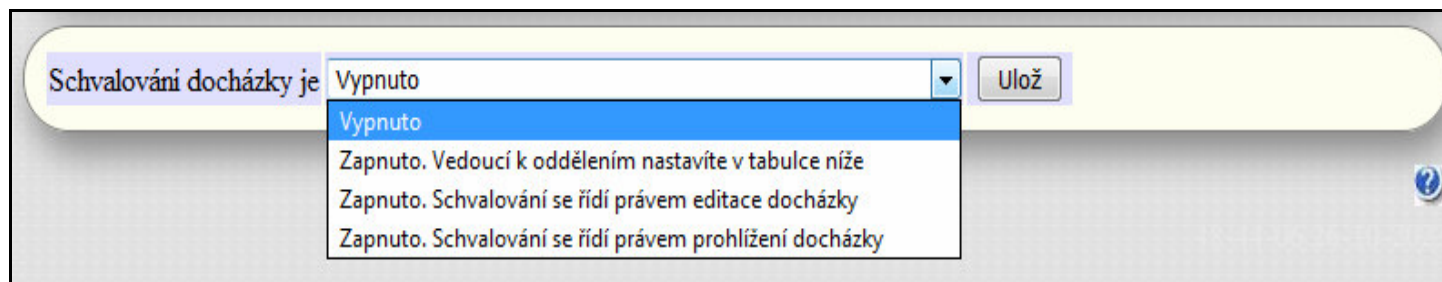 Schvalování docházky je Vypnuto Ulož
Vypnuto
Zapnuto. Vedoucí k oddělením nastavíte v tabulce níže
Zapnuto. Schvalování se řídí právem editace docházky
Zapnuto. Schvalování se řídí právem prohlížení docházky
?